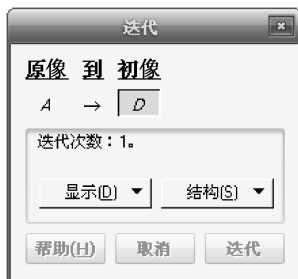 迭代
原像 到 初像
A → D
迭代次数：1。
显示(D) 结构(S)
帮助(H) 取消 迭代